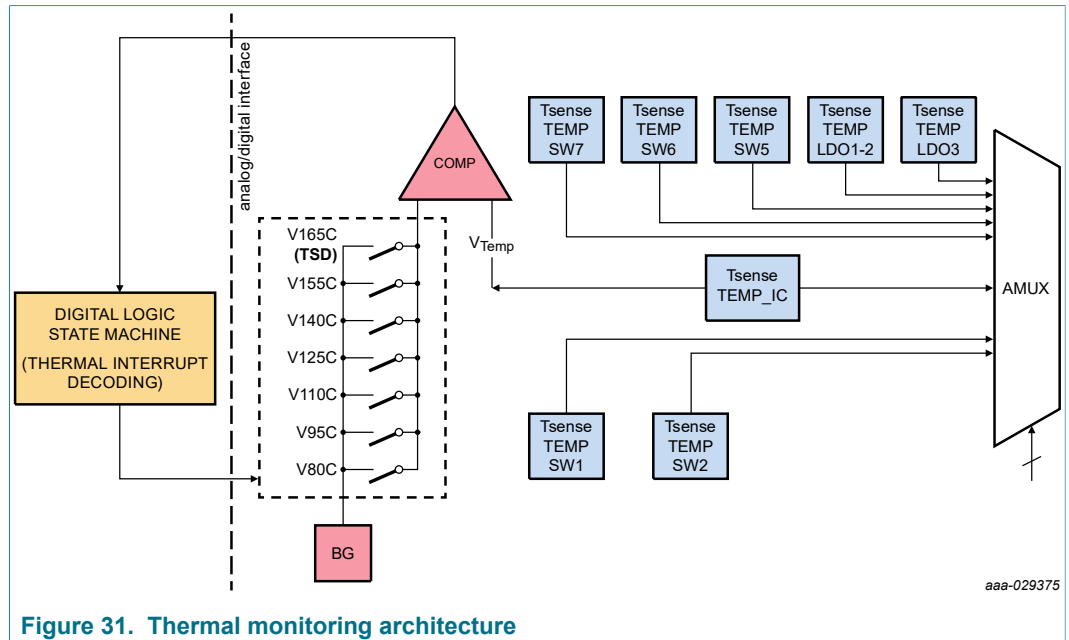 analog/digital interface
COMP
Tsense
TEMP
SW7
Tsense
TEMP
SW6
Tsense
TEMP
SW5
Tsense
TEMP
LDO1-2
Tsense
TEMP
LDO3
V165C
(TSD)
VTemp
V155C
V140C
V125C
V110C
V95C
V80C
DIGITAL LOGIC
STATE MACHINE
(THERMAL INTERRUPT
DECODING)
Tsense
TEMP_IC
AMUX
Tsense
TEMP
SW1
Tsense
TEMP
SW2
BG
aaa-029375
Figure 31. Thermal monitoring architecture